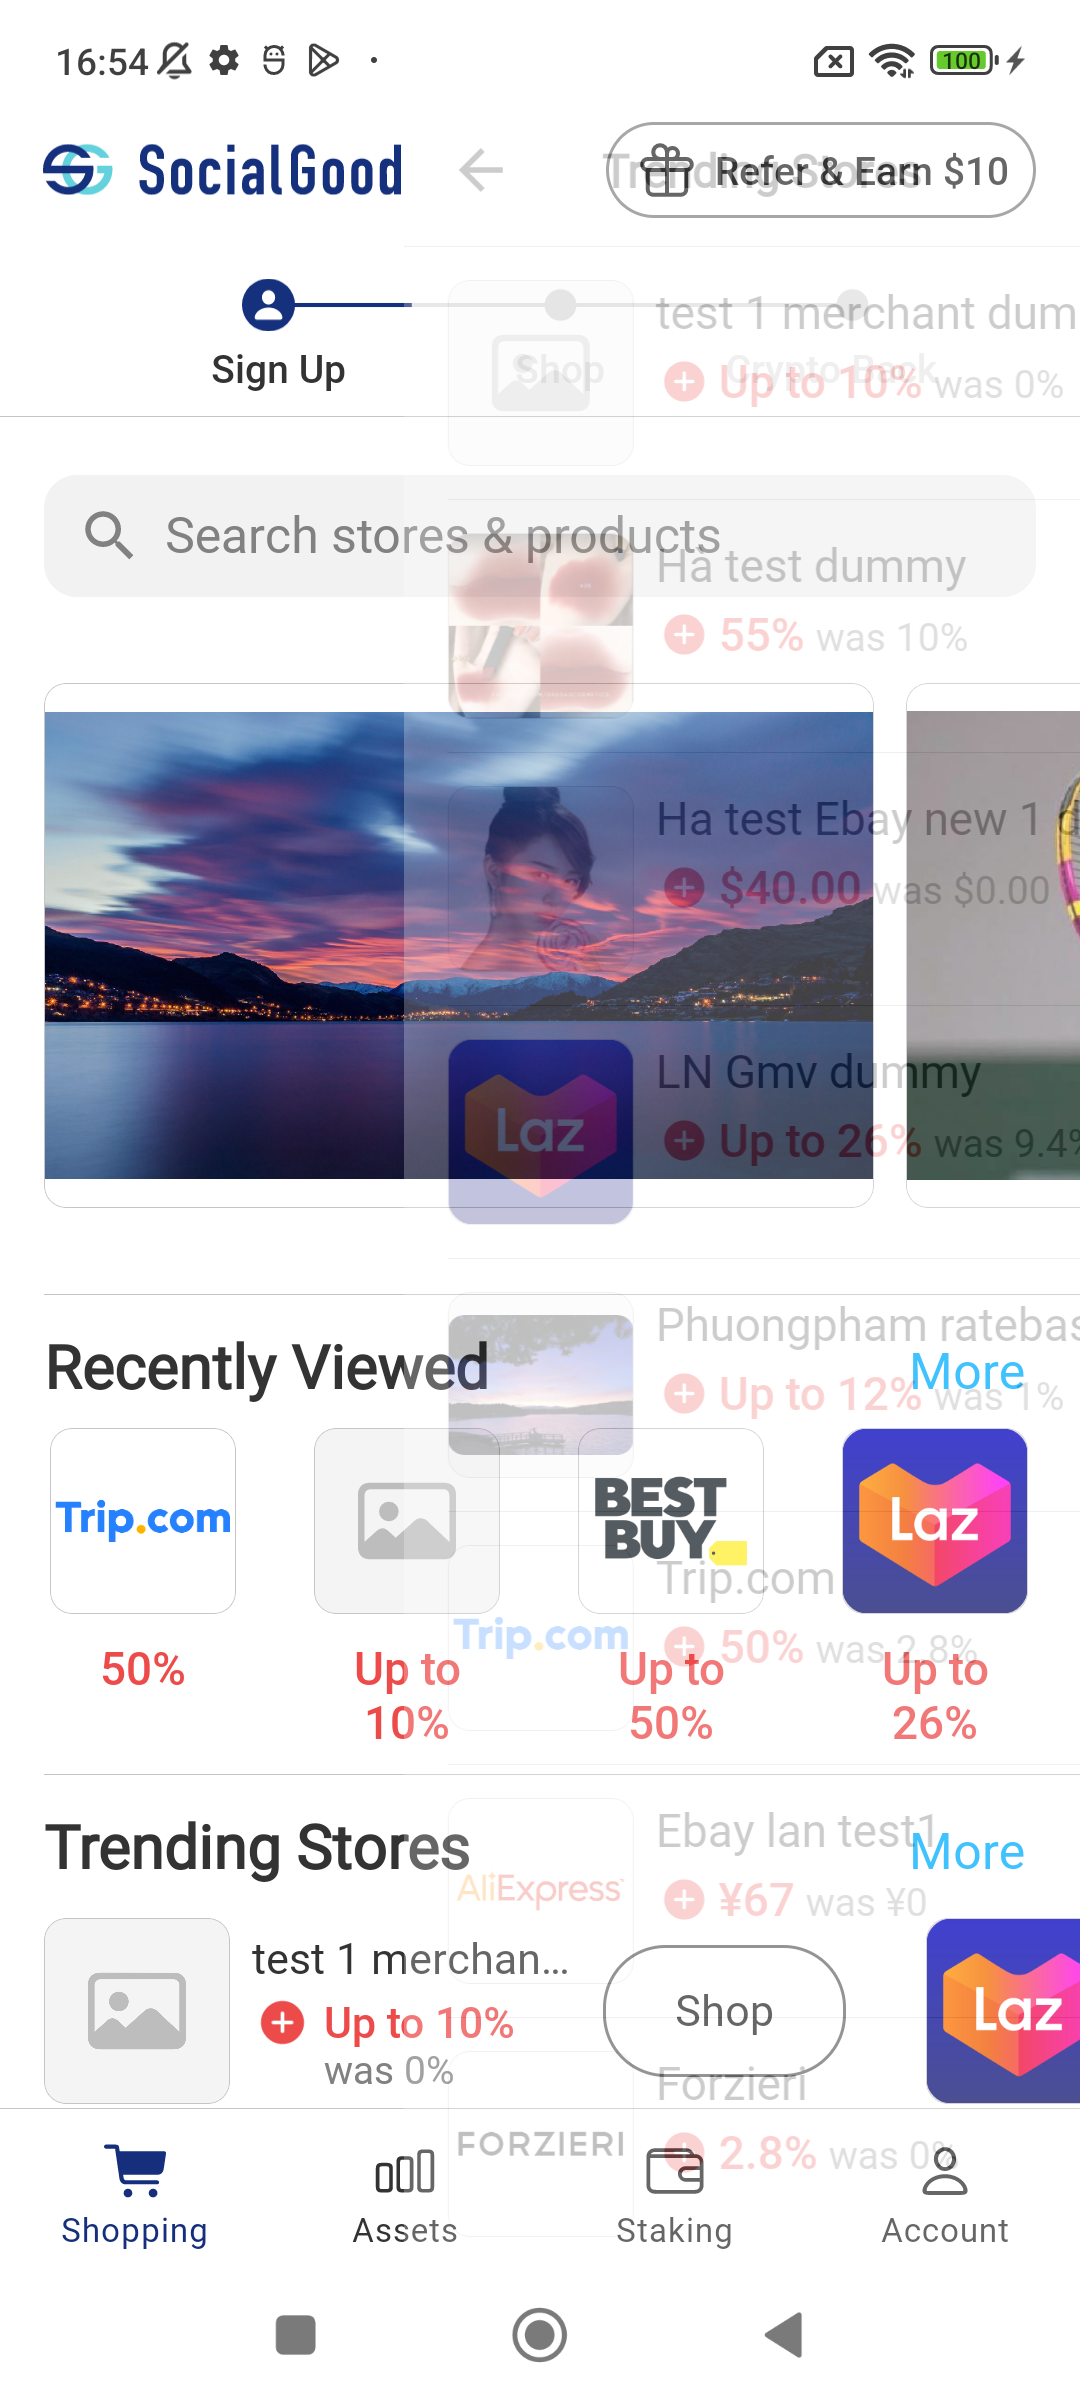 16:54
100
SocialGood
Trending Stores
Refer & Earn $10
Sign Up
Shop
Crypto Back
test 1 merchant dum
Up to 10% was 0%
Search stores & products
Hà test dummy
55% was 10%
Ha test Ebay new 1 d
$40.00 was $0.00
LN Gmv dummy
Up to 26% was 9.4%
Laz
Phuongpham ratebas
Up to 12% was 1%
Recently Viewed
More
Trip.com
BEST
BUY
Laz
Trip.com
50% was 2.8%
Trip.com
50%
Up to
10%
Up to
50%
Up to
26%
Trending Stores
More
Ebay lan test1
¥67 was ¥0
AliExpress
test 1 merchan...
Up to 10%
was 0%
Shop
Laz
Forzieri
2.8% was 0%
FORZIERI
Shopping
Assets
Staking
Account